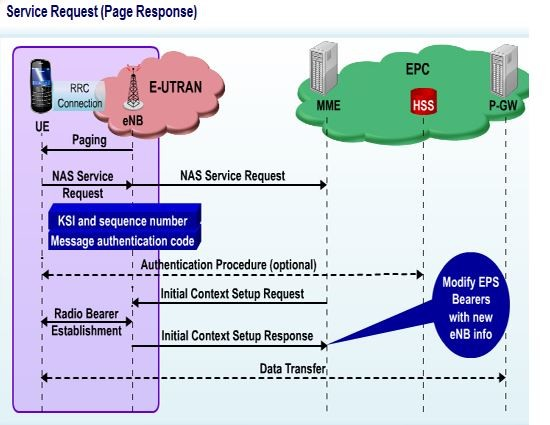 Service Request (Page Response)
RRC
Connection
E-UTRAN
EPC
UE
eNB
MME
HSS
P-GW
Paging
NAS Service
Request
NAS Service Request
KSI and sequence number
Message authentication code
Authentication Procedure (optional)
Initial Context Setup Request
Modify EPS
Bearers
with new
eNB info
Radio Bearer
Establishment
Initial Context Setup Response
Data Transfer